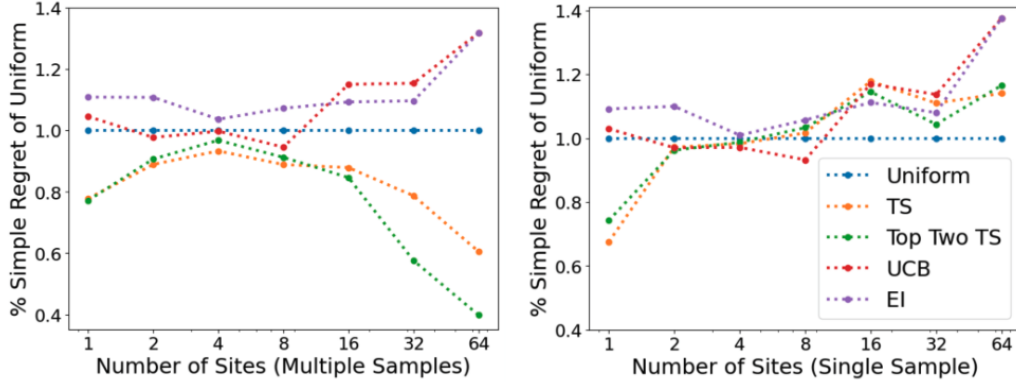 % Simple Regret of Uniform
1.4
1.2
1.0
0.8
0.6
0.4
1 2 4 8 16 32 64
Number of Sites (Multiple Samples)
% Simple Regret of Uniform
1.4
1.2
1.0
0.8
0.6
0.4
Uniform
TS
Top Two TS
UCB
EI
1 2 4 8 16 32 64
Number of Sites (Single Sample)